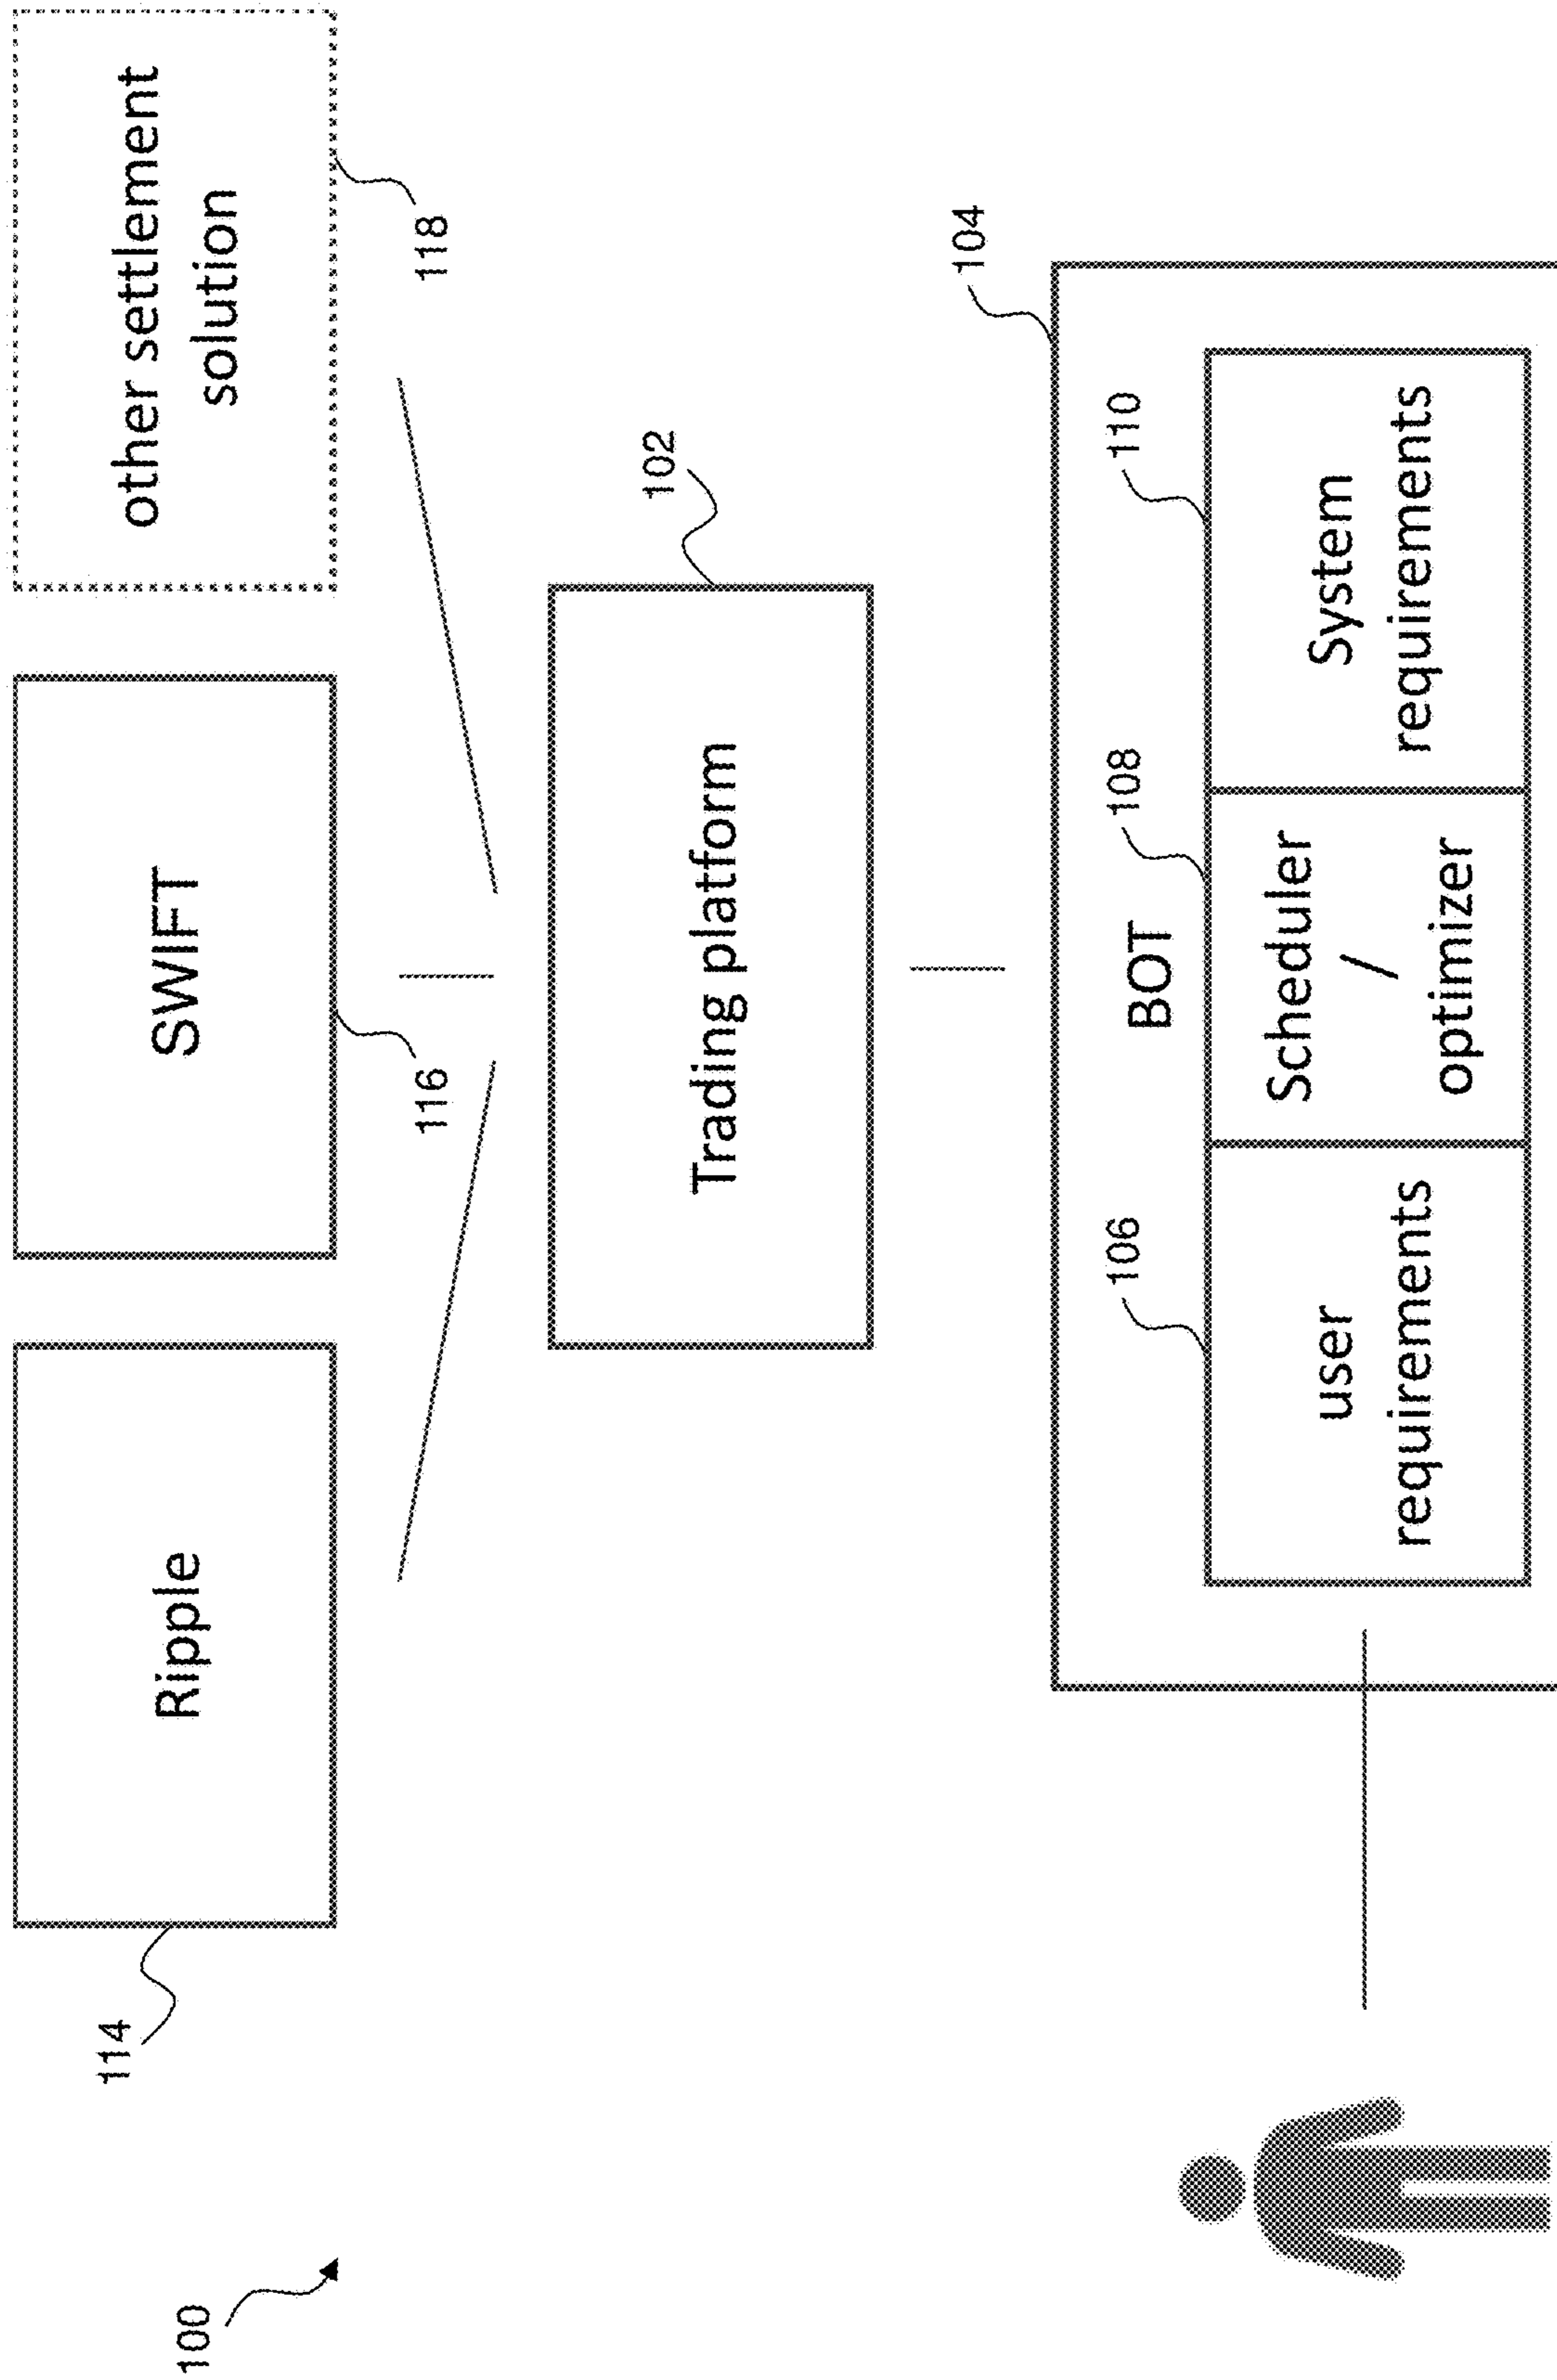 100
114
Ripple
SWIFT
116
other settlement
solution
118
Trading platform
102
104
BOT
106
108
110
user
requirements
Scheduler
/
optimizer
System
requirements